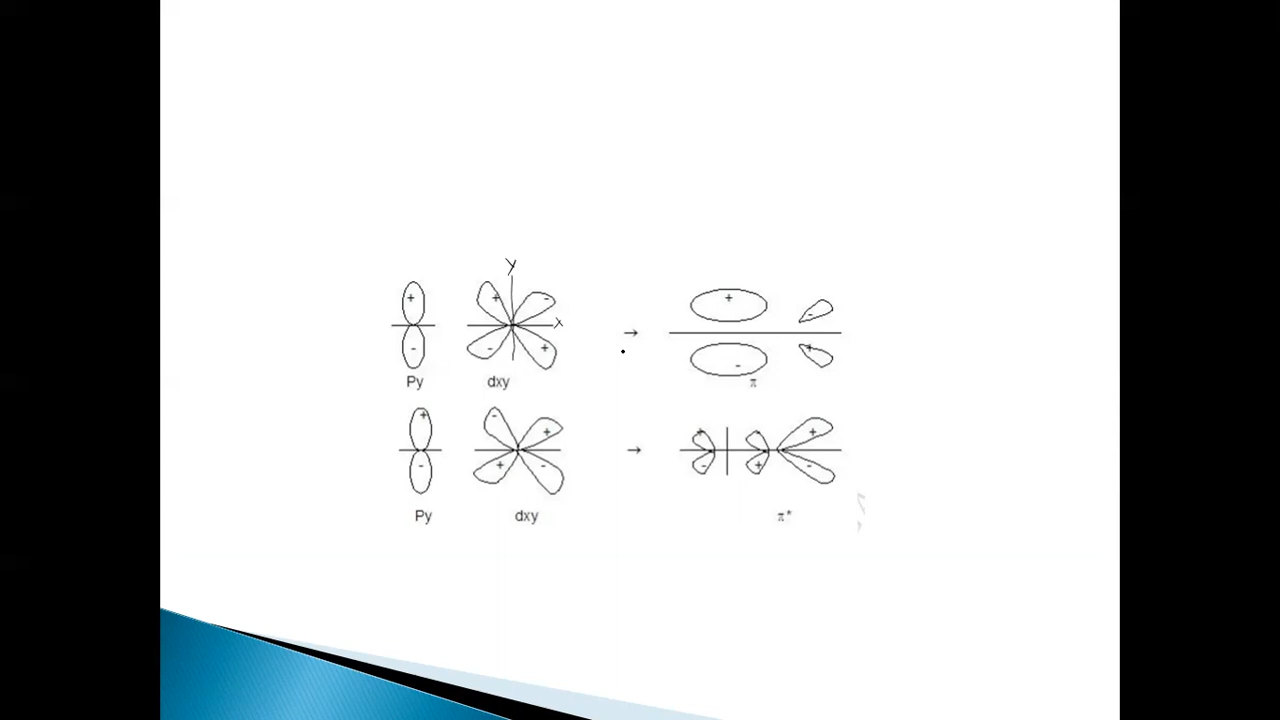 y
+ + - + -
x
→
- - + - +
Py dxy π
+ - + + - +
→
- + - - + -
Py dxy π*